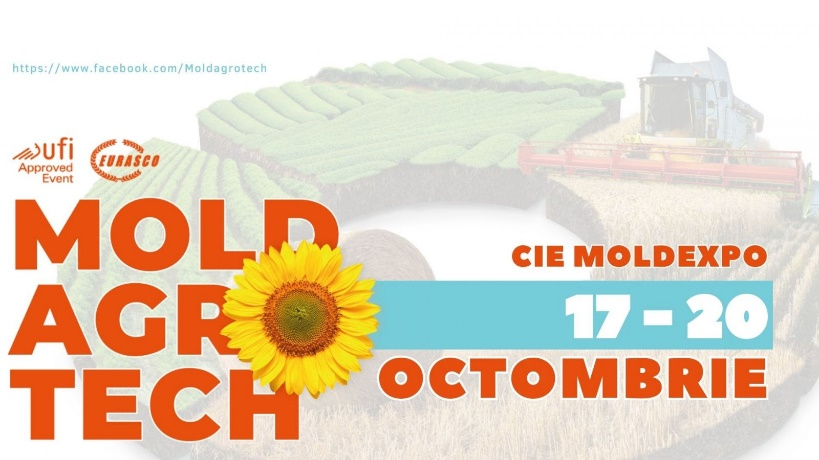 https://www.facebook.com/Moldagrotech
ufi
Approved
Event
EURASCO
MOLD
AGRO
TECH
CIE MOLDEXPO
17 - 20
OCTOMBRIE